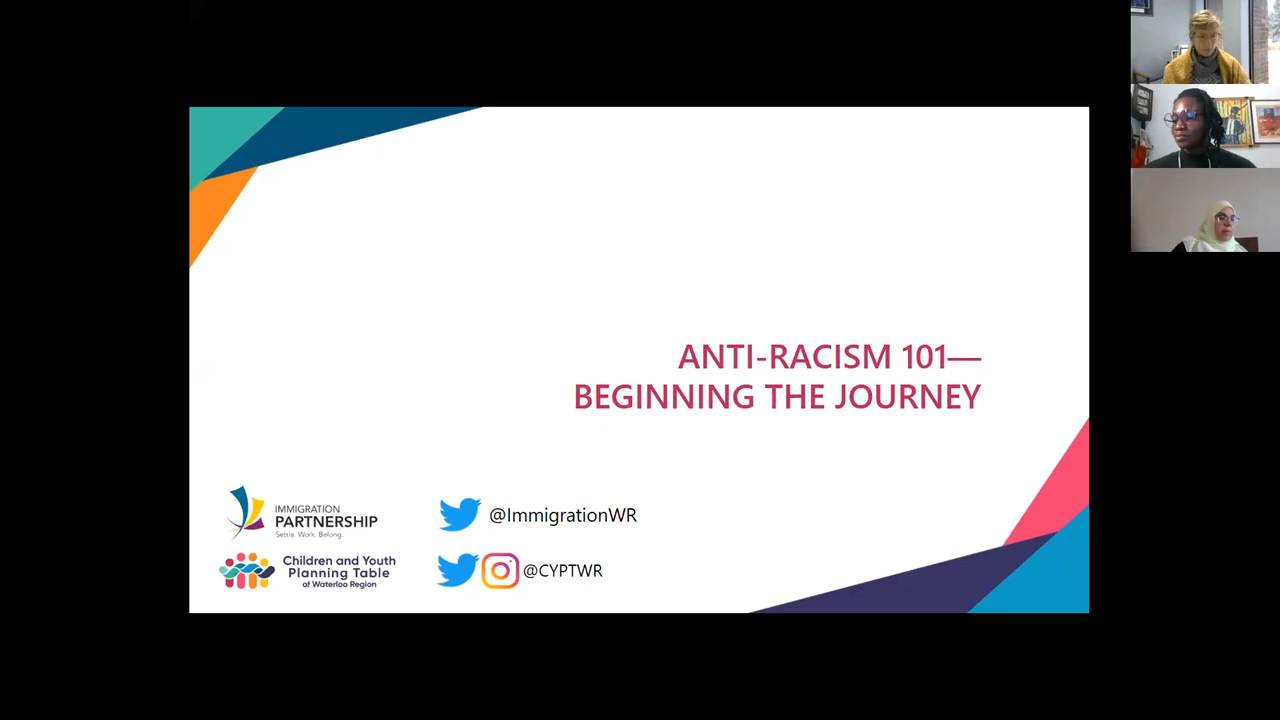 ANTI-RACISM 101—
BEGINNING THE JOURNEY
IMMIGRATION
PARTNERSHIP
Settle. Work. Belong.
@ImmigrationWR
Children and Youth
Planning Table
of Waterloo Region
@CYPTWR